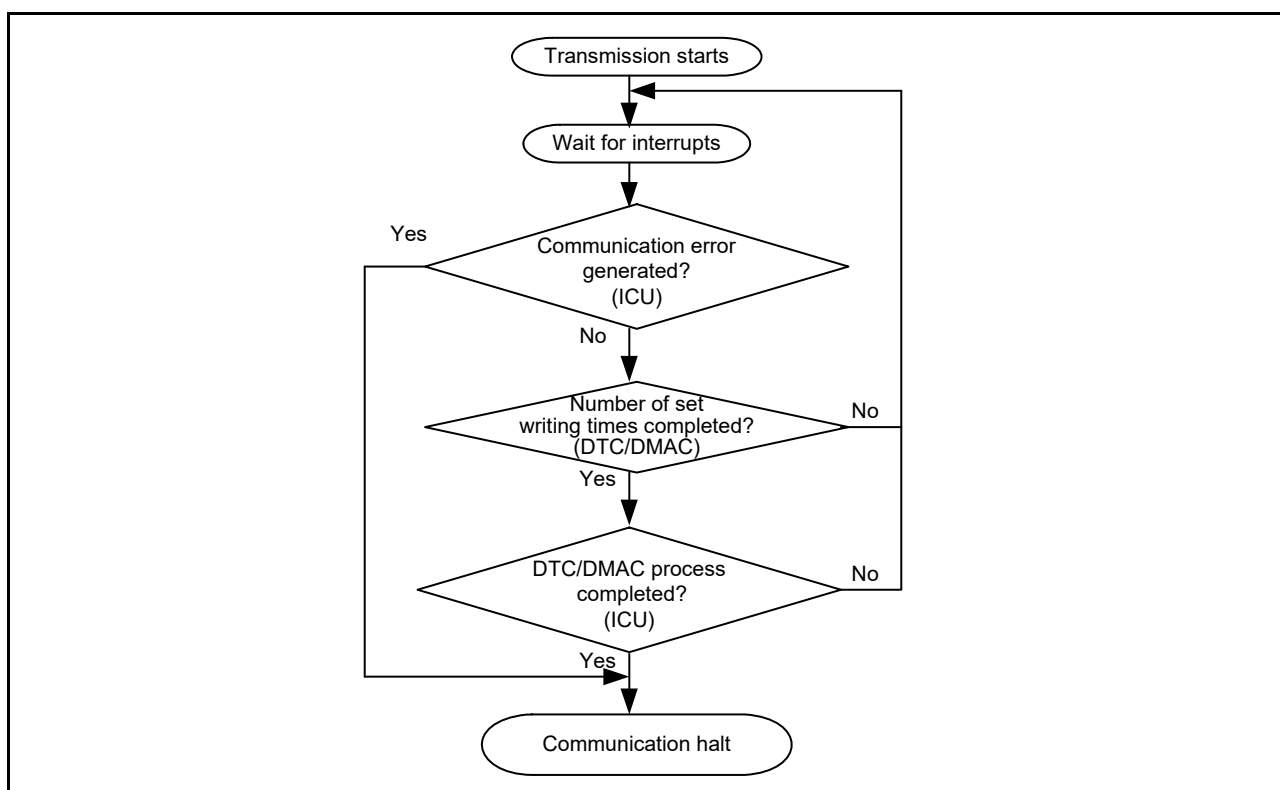 Transmission starts
Wait for interrupts
Yes
Communication error
generated?
(ICU)
No
Number of set
writing times completed?
(DTC/DMAC)
No
Yes
DTC/DMAC process
completed?
(ICU)
No
Yes
Communication halt